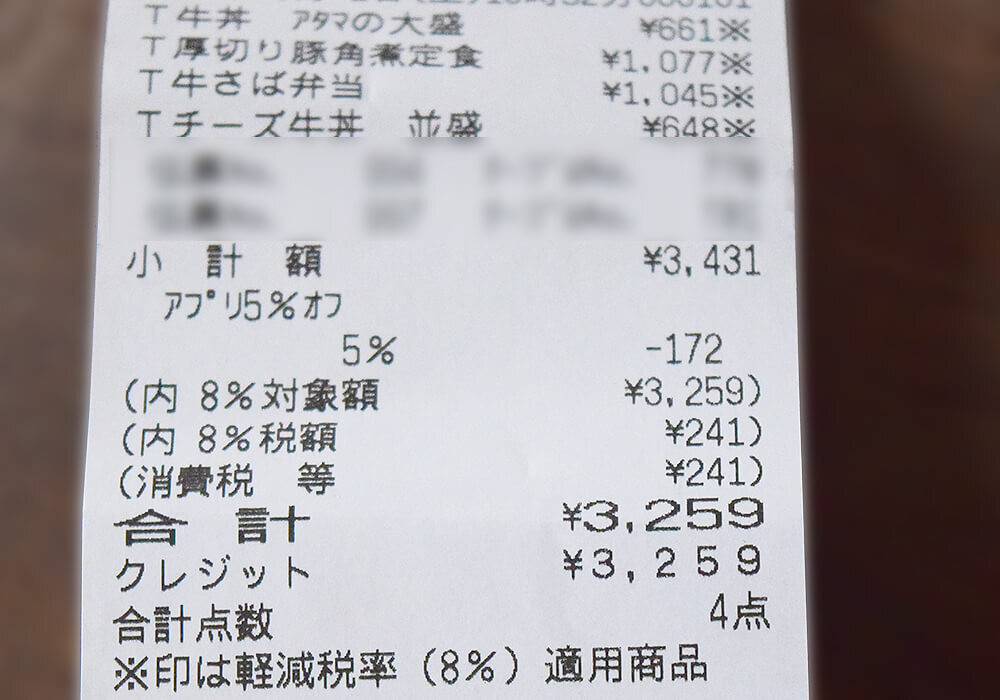 T牛丼 アタマの大盛 ¥661※
T厚切り豚角煮定食 ¥1,077※
T牛さば弁当 ¥1,045※
Tチーズ牛丼 並盛 ¥648※
小 計 額 ¥3,431
アプリ5%オフ
5% -172
(内 8%対象額 ¥3,259)
(内 8%税額 ¥241)
(消費税 等 ¥241)
合 計 ¥3,259
クレジット ¥3,259
合計点数 4点
※印は軽減税率(8%)適用商品